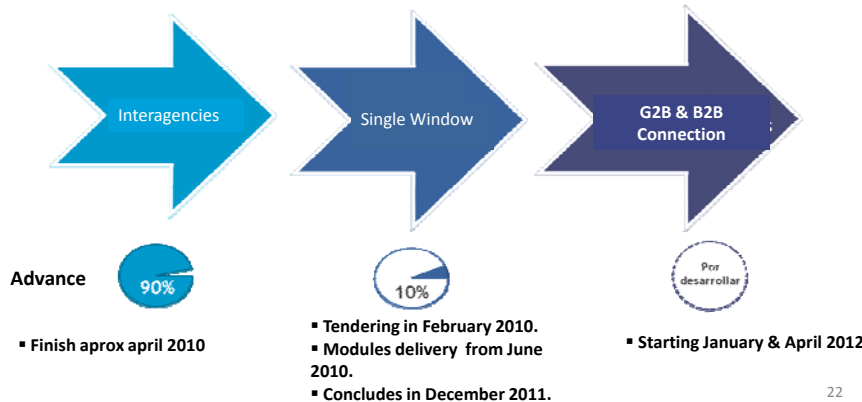 Interagencies
Single Window
G2B & B2B
Connection
Advance
90%
10%
Por
desarrollar
▪ Finish aprox april 2010
▪ Tendering in February 2010.
▪ Modules delivery from June
2010.
▪ Concludes in December 2011.
▪ Starting January & April 2012
22